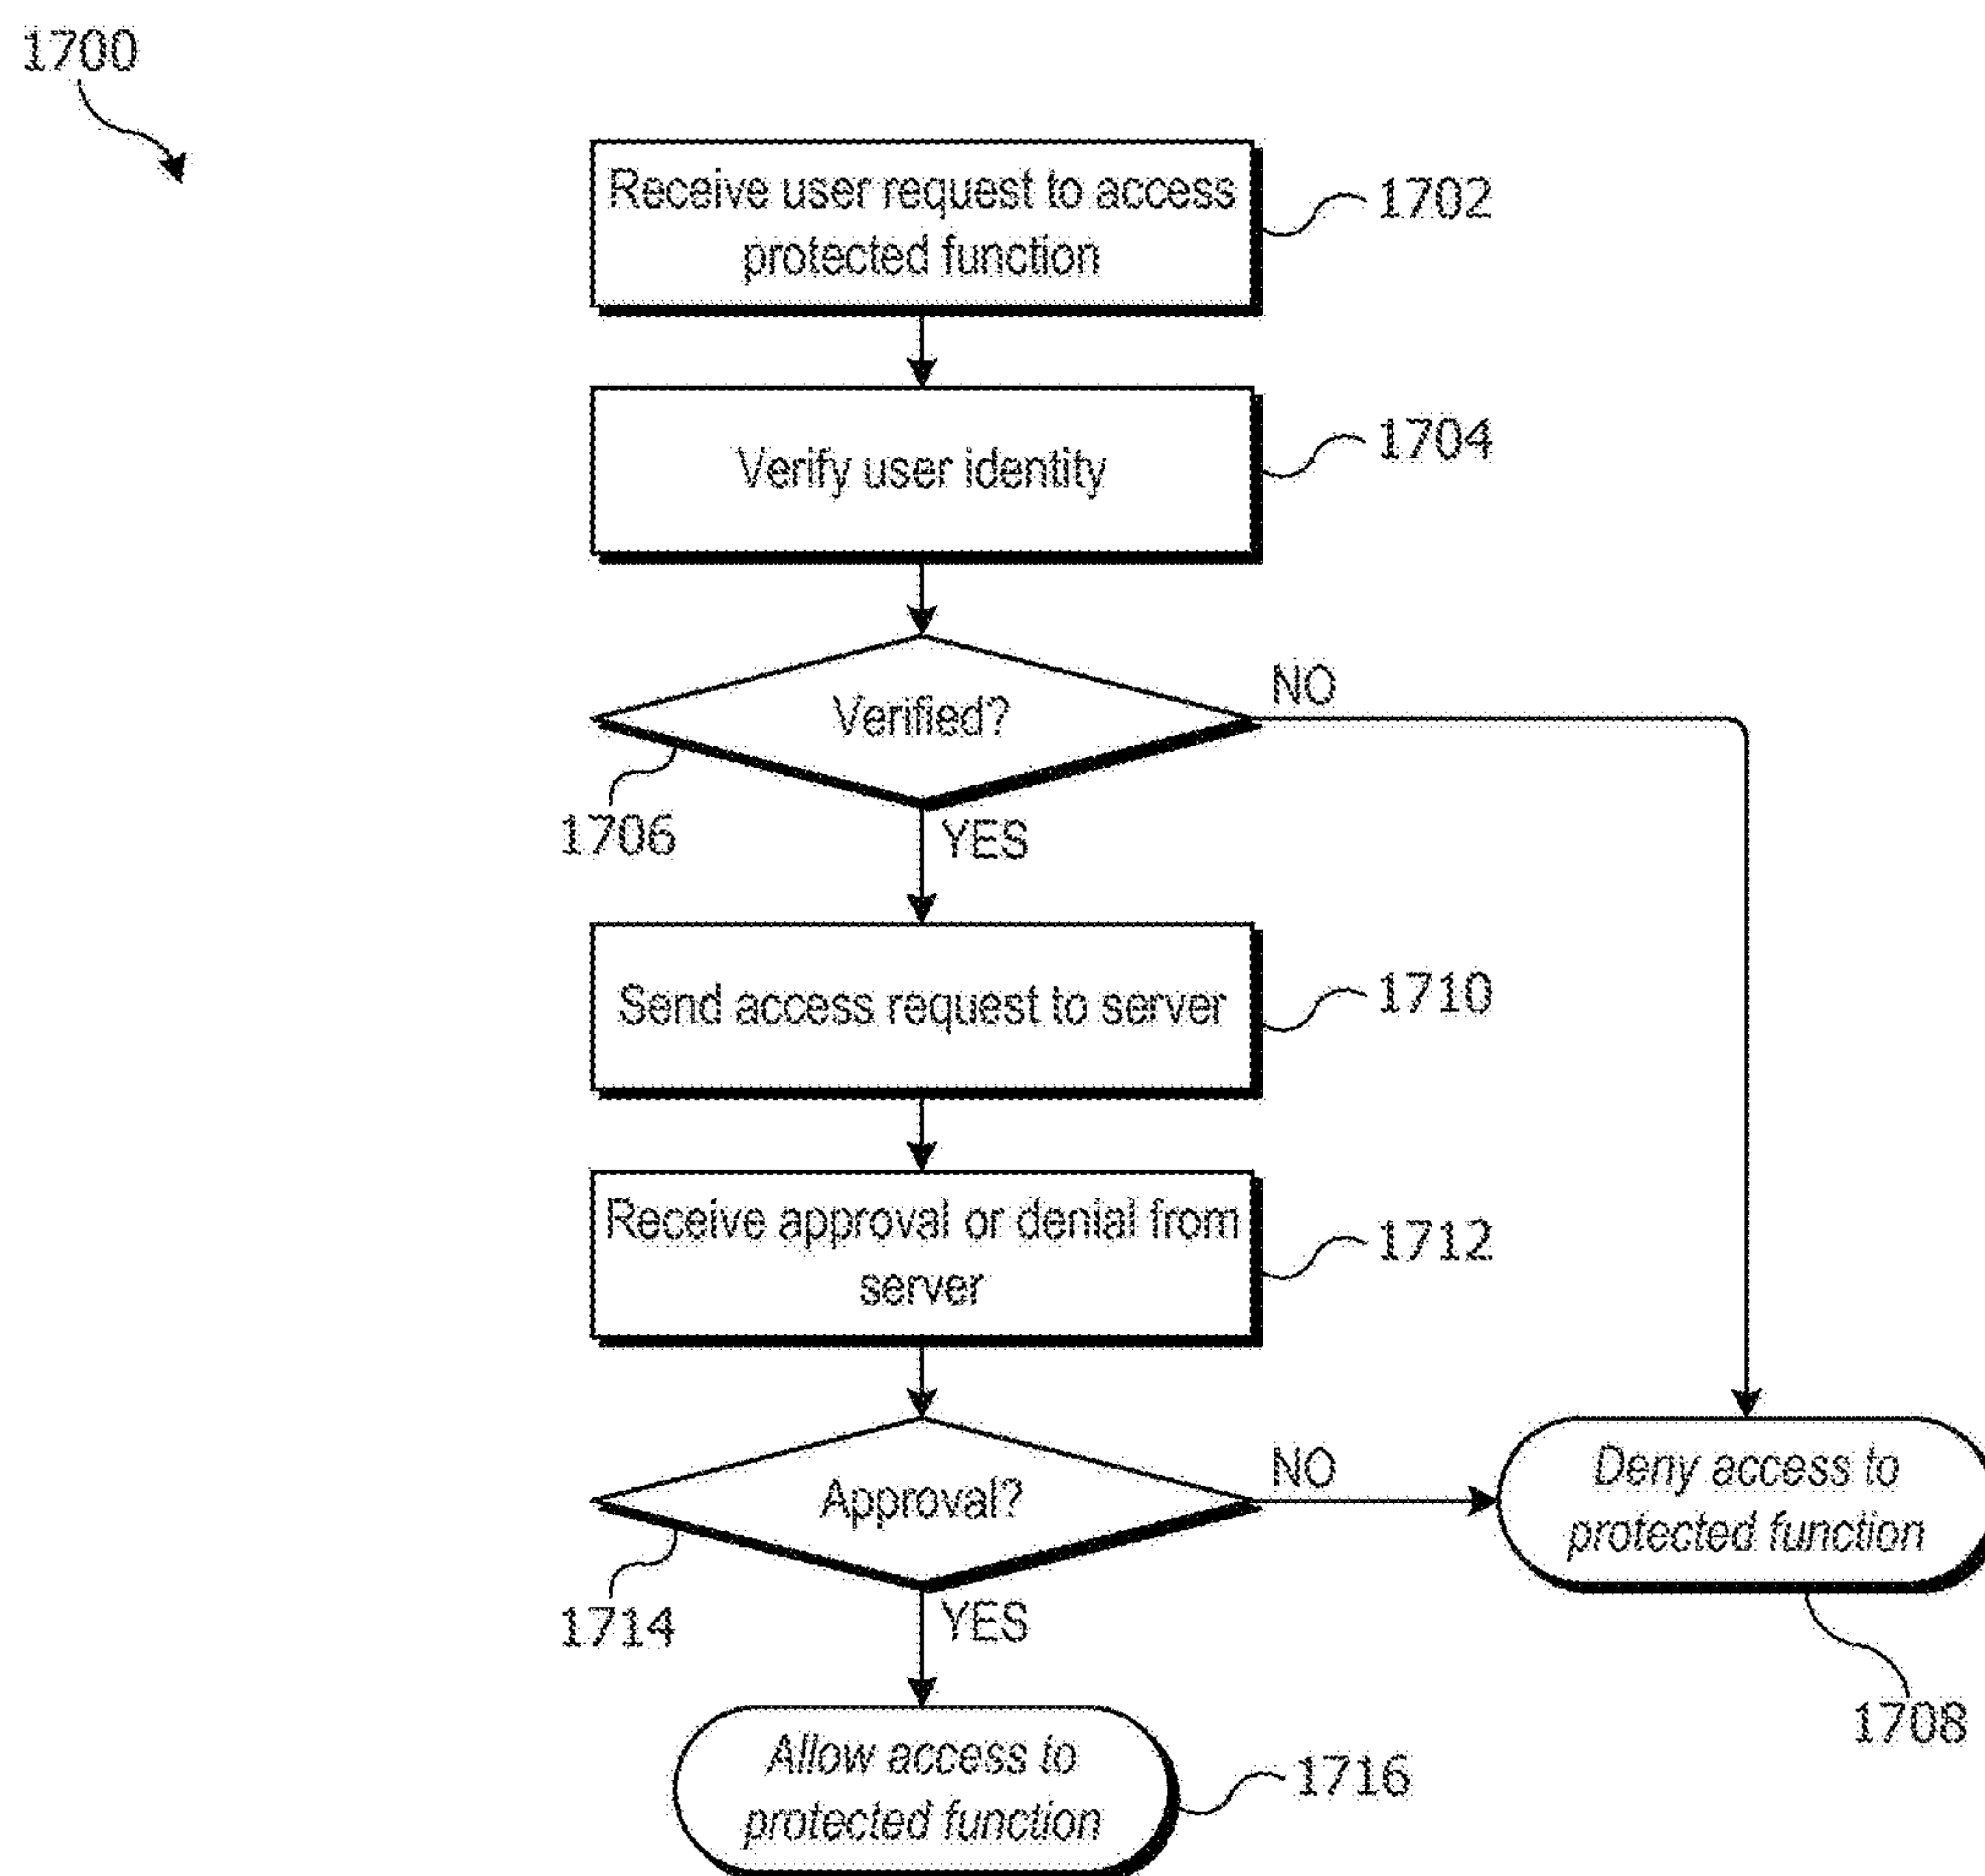 1700
Receive user request to access
protected function
1702
Verify user identity
1704
Verified?
NO
1706
YES
Send access request to server
1710
Receive approval or denial from
server
1712
Approval?
NO
Deny access to
protected function
1714
YES
1708
Allow access to
protected function
1716